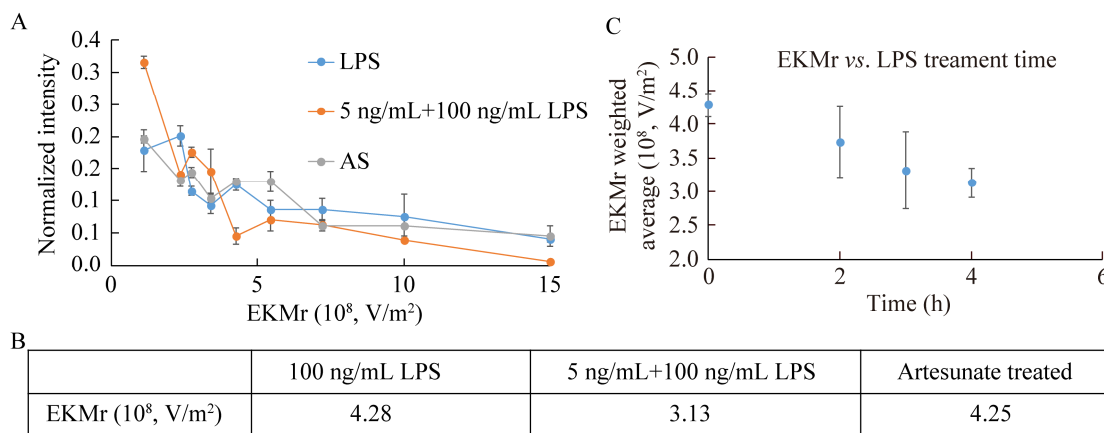 A
0.4
0.3
0.3
0.2
0.2
0.1
0.1
0.0
Normalized intensity
LPS
5 ng/mL+100 ng/mL LPS
AS
0
5
10
15
EKMr (10⁸, V/m²)
C
EKMr vs. LPS treament time
5.0
4.5
4.0
3.5
3.0
2.5
2.0
EKMr weighted
average (10⁸, V/m²)
0
2
4
6
Time (h)
B
100 ng/mL LPS 5 ng/mL+100 ng/mL LPS Artesunate treated
EKMr (10⁸, V/m²) 4.28 3.13 4.25